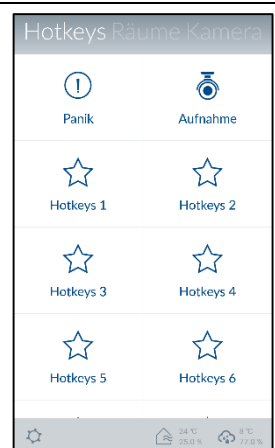 Hotkeys Räume Kamera
Panik Aufnahme
Hotkeys 1 Hotkeys 2
Hotkeys 3 Hotkeys 4
Hotkeys 5 Hotkeys 6
24 °C 8 °C
25.0 % 77.0 %